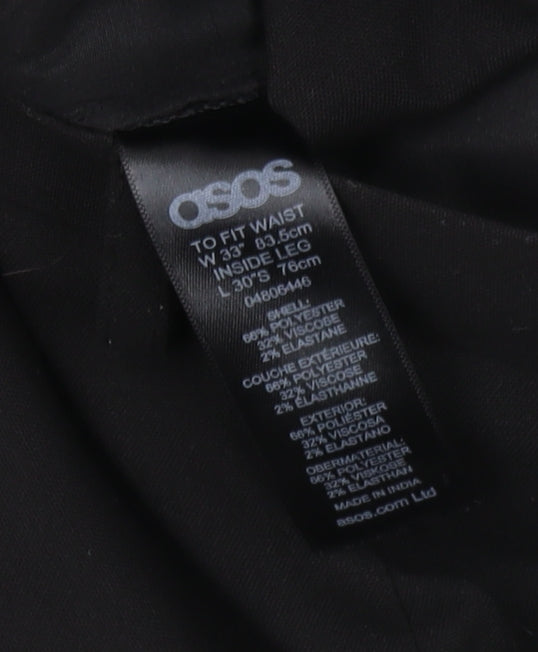 asos
TO FIT WAIST
W 33" 83.5cm
INSIDE LEG
L 30"S 76cm
04806446
SHELL:
66% POLYESTER
32% VISCOSE
2% ELASTANE
COUCHE EXTÉRIEURE:
66% POLYESTER
32% VISCOSE
2% ÉLASTHANNE
EXTERIOR:
66% POLIÉSTER
32% VISCOSA
2% ELASTANO
OBERMATERIAL:
66% POLYESTER
32% VISKOSE
2% ELASTHAN
MADE IN INDIA
asos.com Ltd